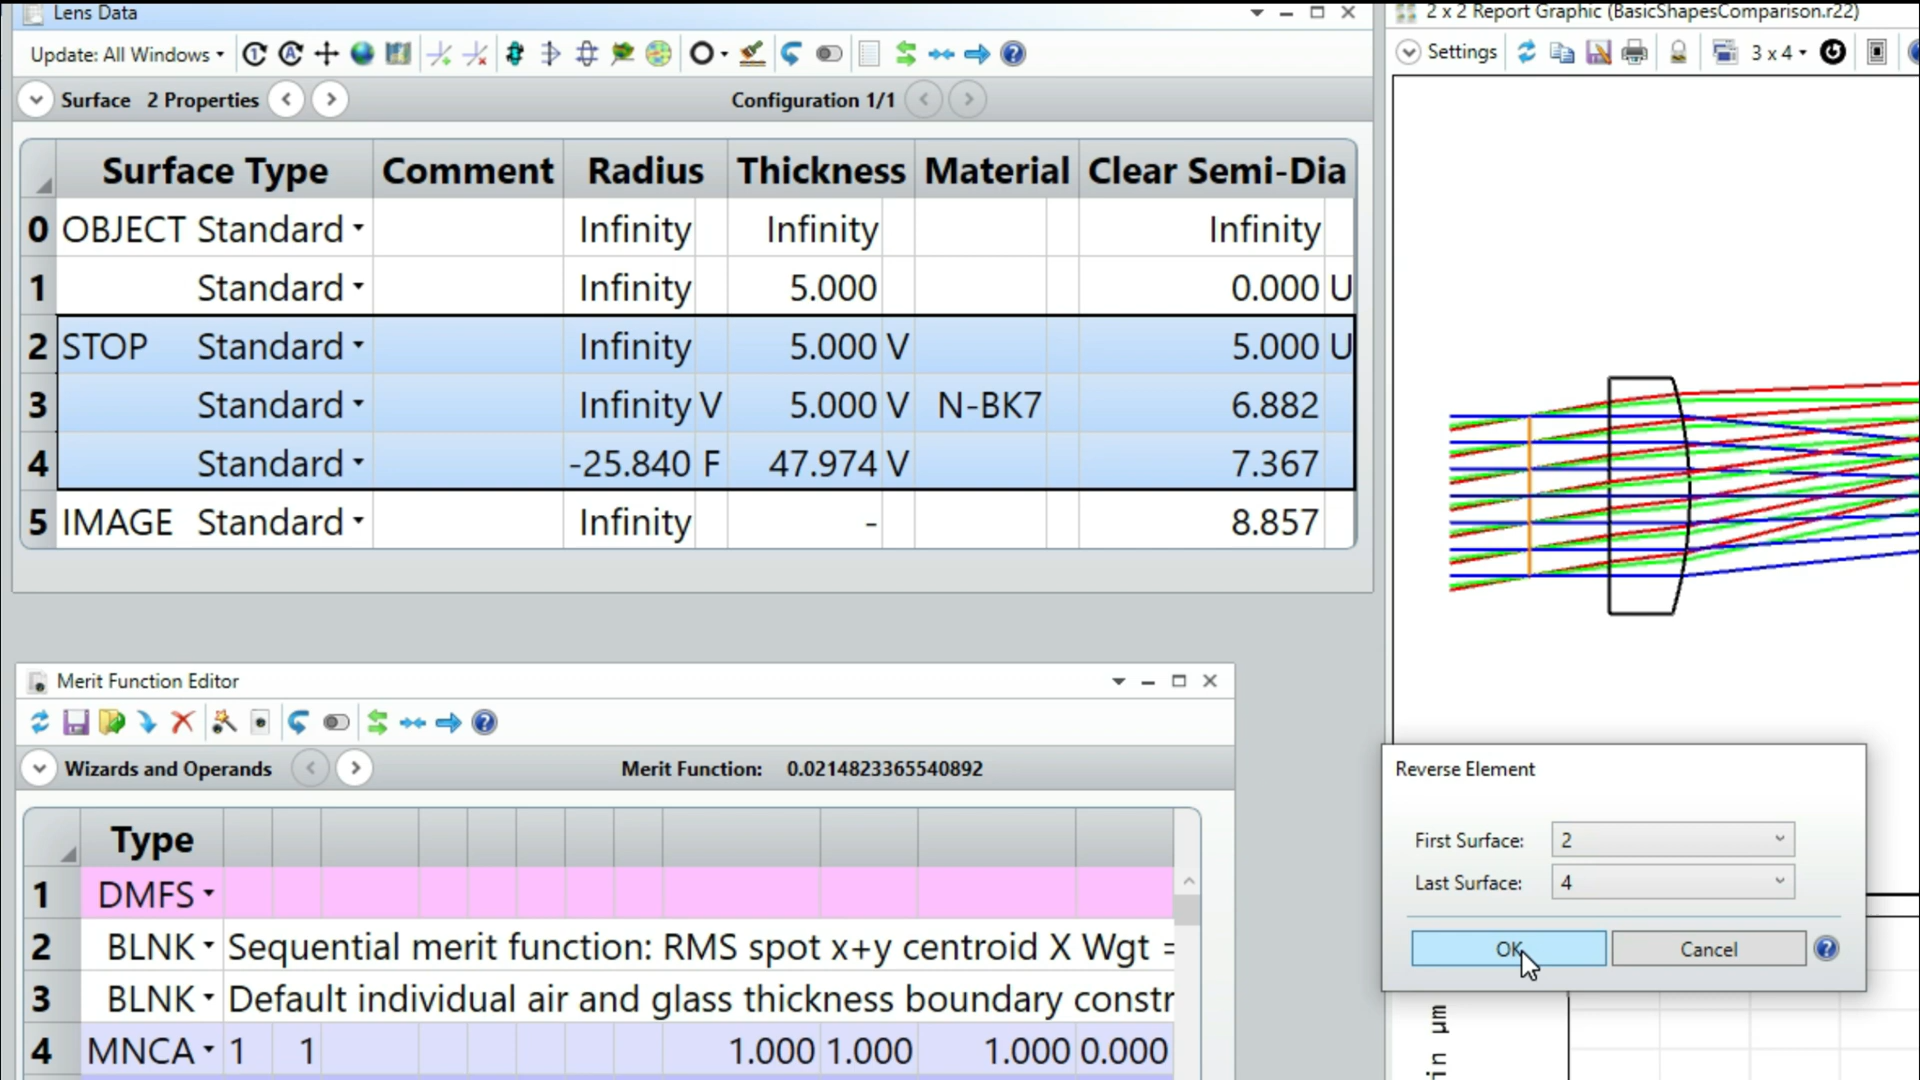 Lens Data
Update: All Windows
Surface 2 Properties
Configuration 1/1
Surface Type Comment Radius Thickness Material Clear Semi-Dia
0 OBJECT Standard Infinity Infinity Infinity
1 Standard Infinity 5.000 0.000 U
2 STOP Standard Infinity 5.000 V 5.000 U
3 Standard Infinity V 5.000 V N-BK7 6.882
4 Standard -25.840 F 47.974 V 7.367
5 IMAGE Standard Infinity - 8.857
Merit Function Editor
Wizards and Operands
Merit Function: 0.0214823365540892
Type
1 DMFS
2 BLNK Sequential merit function: RMS spot x+y centroid X Wgt =
3 BLNK Default individual air and glass thickness boundary constr
4 MNCA 1 1 1.000 1.000 1.000 0.000
2 x 2 Report Graphic (BasicShapesComparison.r22)
Settings
3 x 4
Reverse Element
First Surface: 2
Last Surface: 4
OK
Cancel
in µm